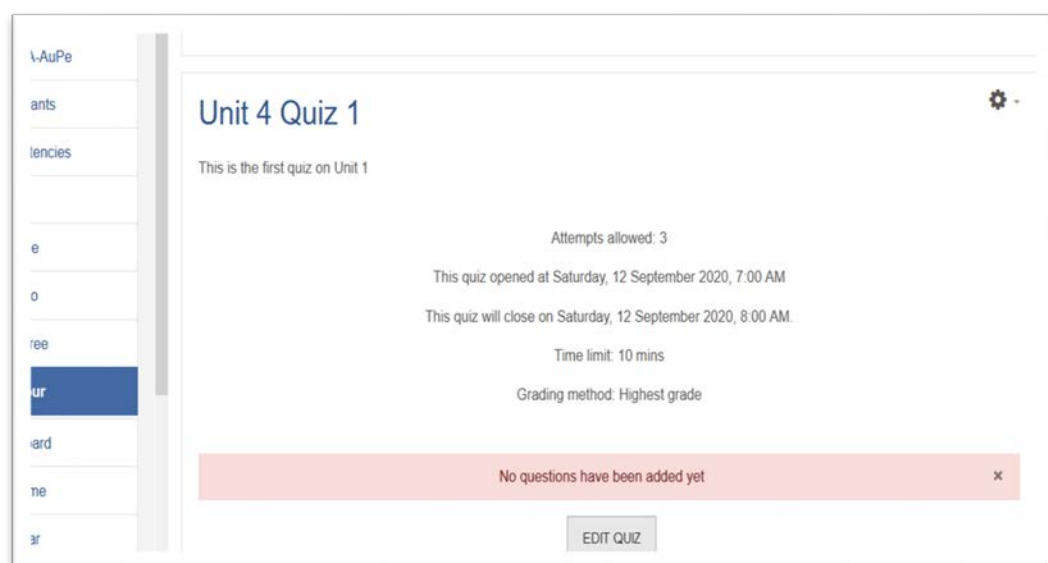 -AuPe
ants
tencies
e
o
ree
ur
ard
me
ar
Unit 4 Quiz 1
This is the first quiz on Unit 1
Attempts allowed: 3
This quiz opened at Saturday, 12 September 2020, 7:00 AM
This quiz will close on Saturday, 12 September 2020, 8:00 AM.
Time limit: 10 mins
Grading method: Highest grade
No questions have been added yet ×
EDIT QUIZ